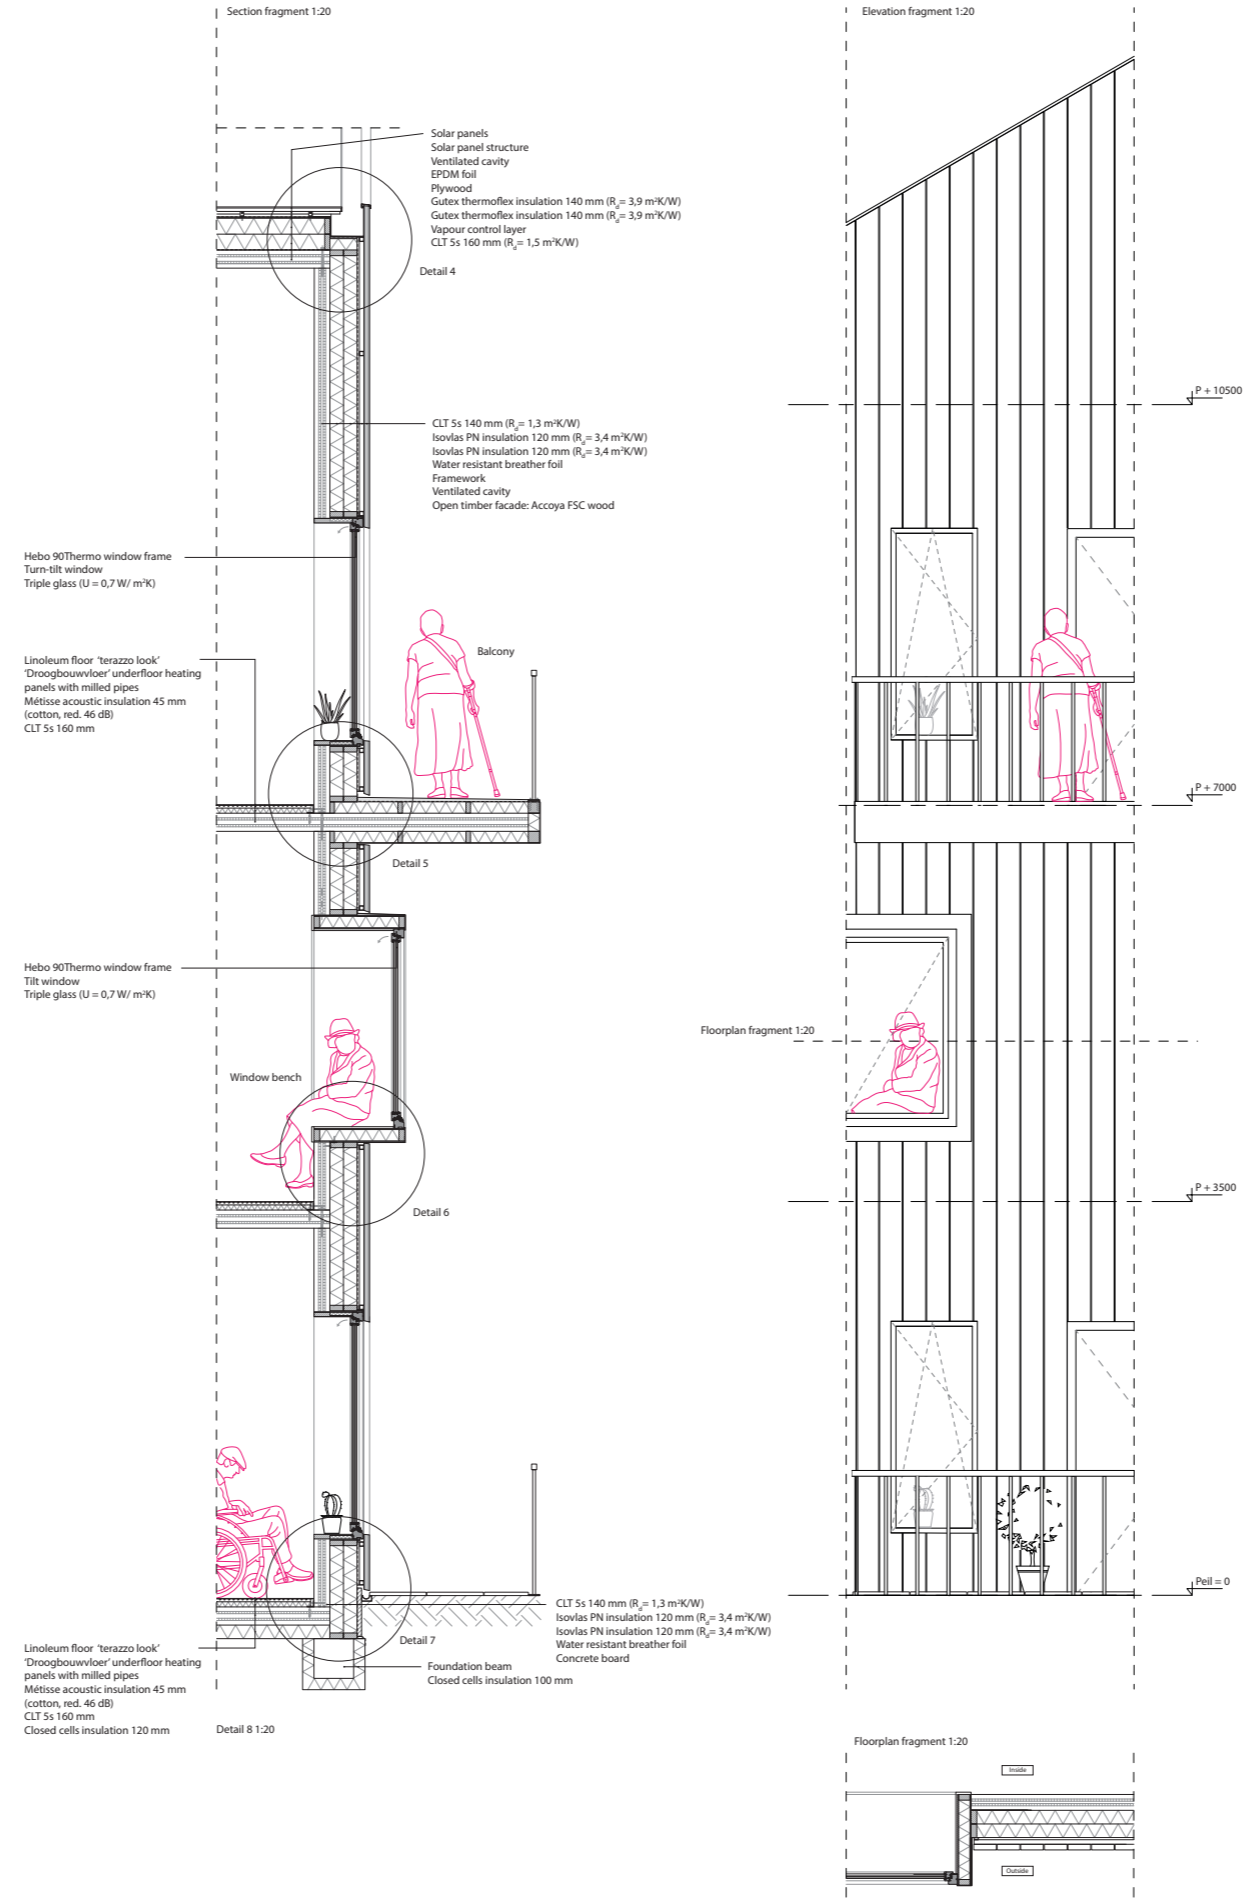 Section fragment 1:20
Elevation fragment 1:20
Solar panels
Solar panel structure
Ventilated cavity
EPDM foil
Plywood
Gutex thermoflex insulation 140 mm (Rd= 3,9 m²K/W)
Gutex thermoflex insulation 140 mm (Rd= 3,9 m²K/W)
Vapour control layer
CLT 5s 160 mm (Rd= 1,5 m²K/W)
Detail 4
P + 10500
CLT 5s 140 mm (Rd= 1,3 m²K/W)
Isovlas PN insulation 120 mm (Rd= 3,4 m²K/W)
Isovlas PN insulation 120 mm (Rd= 3,4 m²K/W)
Water resistant breather foil
Framework
Ventilated cavity
Open timber facade: Accoya FSC wood
Hebo 90Thermo window frame
Turn-tilt window
Triple glass (U = 0,7 W/ m²K)
Balcony
Linoleum floor 'terazzo look'
'Droogbouwvloer' underfloor heating
panels with milled pipes
Métisse acoustic insulation 45 mm
(cotton, red. 46 dB)
CLT 5s 160 mm
P + 7000
Detail 5
Hebo 90Thermo window frame
Tilt window
Triple glass (U = 0,7 W/ m²K)
Floorplan fragment 1:20
Window bench
P + 3500
Detail 6
Peil = 0
CLT 5s 140 mm (Rd= 1,3 m²K/W)
Isovlas PN insulation 120 mm (Rd= 3,4 m²K/W)
Isovlas PN insulation 120 mm (Rd= 3,4 m²K/W)
Water resistant breather foil
Concrete board
Detail 7
Foundation beam
Closed cells insulation 100 mm
Linoleum floor 'terazzo look'
'Droogbouwvloer' underfloor heating
panels with milled pipes
Métisse acoustic insulation 45 mm
(cotton, red. 46 dB)
CLT 5s 160 mm
Closed cells insulation 120 mm
Detail 8 1:20
Floorplan fragment 1:20
Inside
Outside